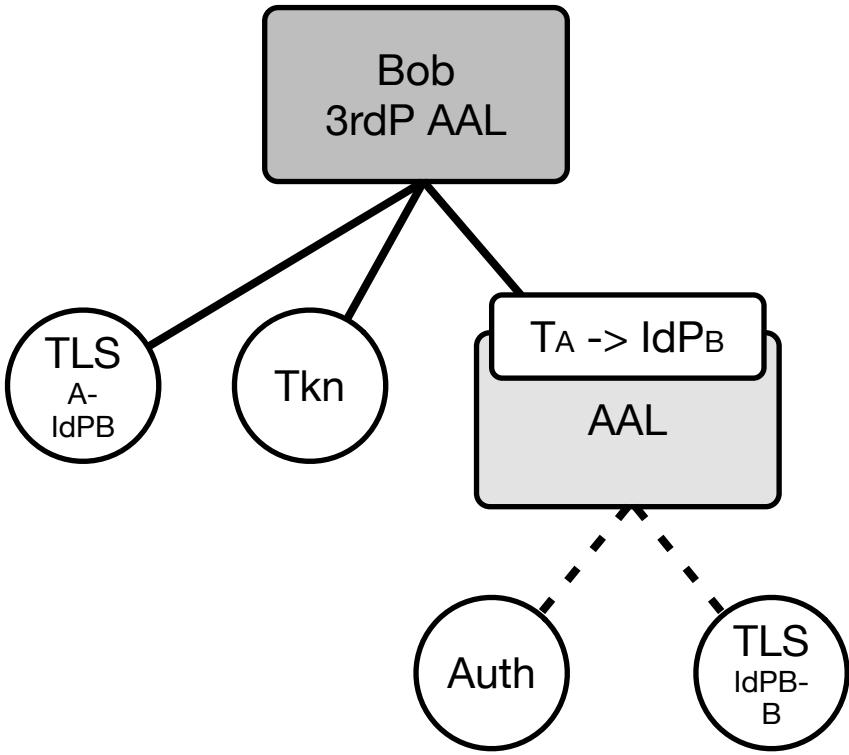 Bob
3rdP AAL
TLS
A-
IdPB
Tkn
TA -> IdPB
AAL
Auth
TLS
IdPB-
B